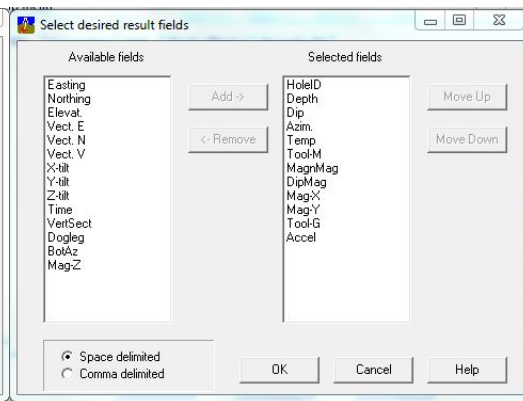 Select desired result fields
Available fields
Selected fields
Easting
Northing
Elevat.
Vect. E
Vect. N
Vect. V
X-tilt
Y-tilt
Z-tilt
Time
VertSect
Dogleg
BotAz
Mag-Z
Add ->
<- Remove
HoleID
Depth
Dip
Azim.
Temp
Tool-M
MagnMag
DipMag
Mag-X
Mag-Y
Tool-G
Accel
Move Up
Move Down
Space delimited
Comma delimited
OK
Cancel
Help